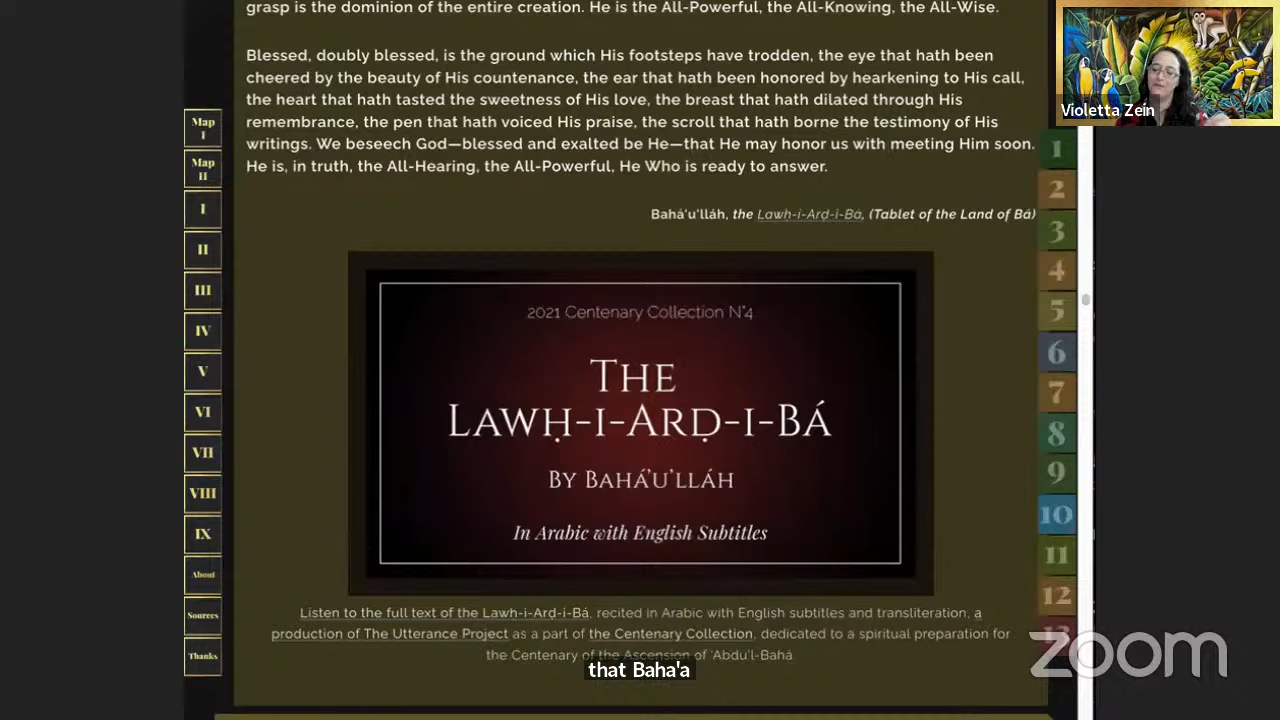 grasp is the dominion of the entire creation. He is the All-Powerful, the All-Knowing, the All-Wise.
Blessed, doubly blessed, is the ground which His footsteps have trodden, the eye that hath been
cheered by the beauty of His countenance, the ear that hath been honored by hearkening to His call,
the heart that hath tasted the sweetness of His love, the breast that hath dilated through His
remembrance, the pen that hath voiced His praise, the scroll that hath borne the testimony of His
writings. We beseech God—blessed and exalted be He—that He may honor us with meeting Him soon.
He is, in truth, the All-Hearing, the All-Powerful, He Who is ready to answer.
Bahá'u'lláh, the Lawḥ-i-Arḍ-i-Bá, (Tablet of the Land of Bá)
2021 Centenary Collection N°4
The
Lawḥ-i-Arḍ-i-Bá
By Bahá'u'lláh
In Arabic with English Subtitles
Listen to the full text of the Lawh-i-Arḍ-i-Bá, recited in Arabic with English subtitles and transliteration, a
production of The Utterance Project as a part of the Centenary Collection, dedicated to a spiritual preparation for
the Centenary of the Ascension of 'Abdu'l-Bahá
that Baha'a
Map
I
Map
II
I
II
III
IV
V
VI
VII
VIII
IX
About
Sources
Thanks
Violetta Zein
1
2
3
4
5
6
7
8
9
10
11
12
13
zoom